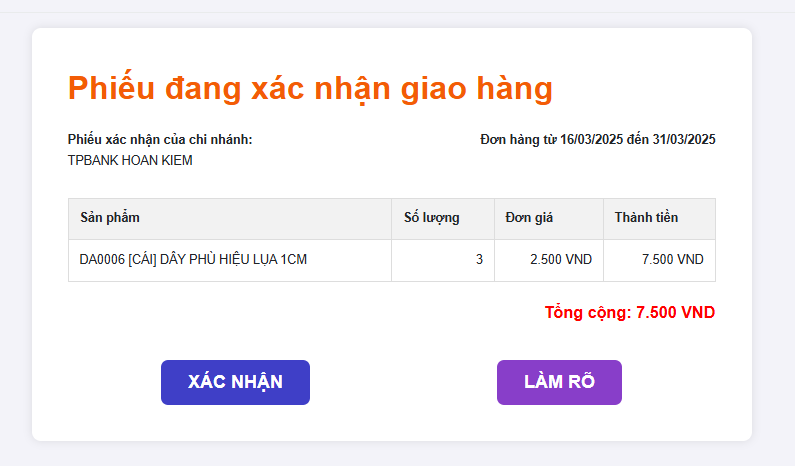 Phiếu đang xác nhận giao hàng
Phiếu xác nhận của chi nhánh: Đơn hàng từ 16/03/2025 đến 31/03/2025
TPBANK HOAN KIEM
Sản phẩm Số lượng Đơn giá Thành tiền
DA0006 [CÁI] DÂY PHÙ HIỆU LỤA 1CM 3 2.500 VND 7.500 VND
Tổng cộng: 7.500 VND
XÁC NHẬN LÀM RÕ